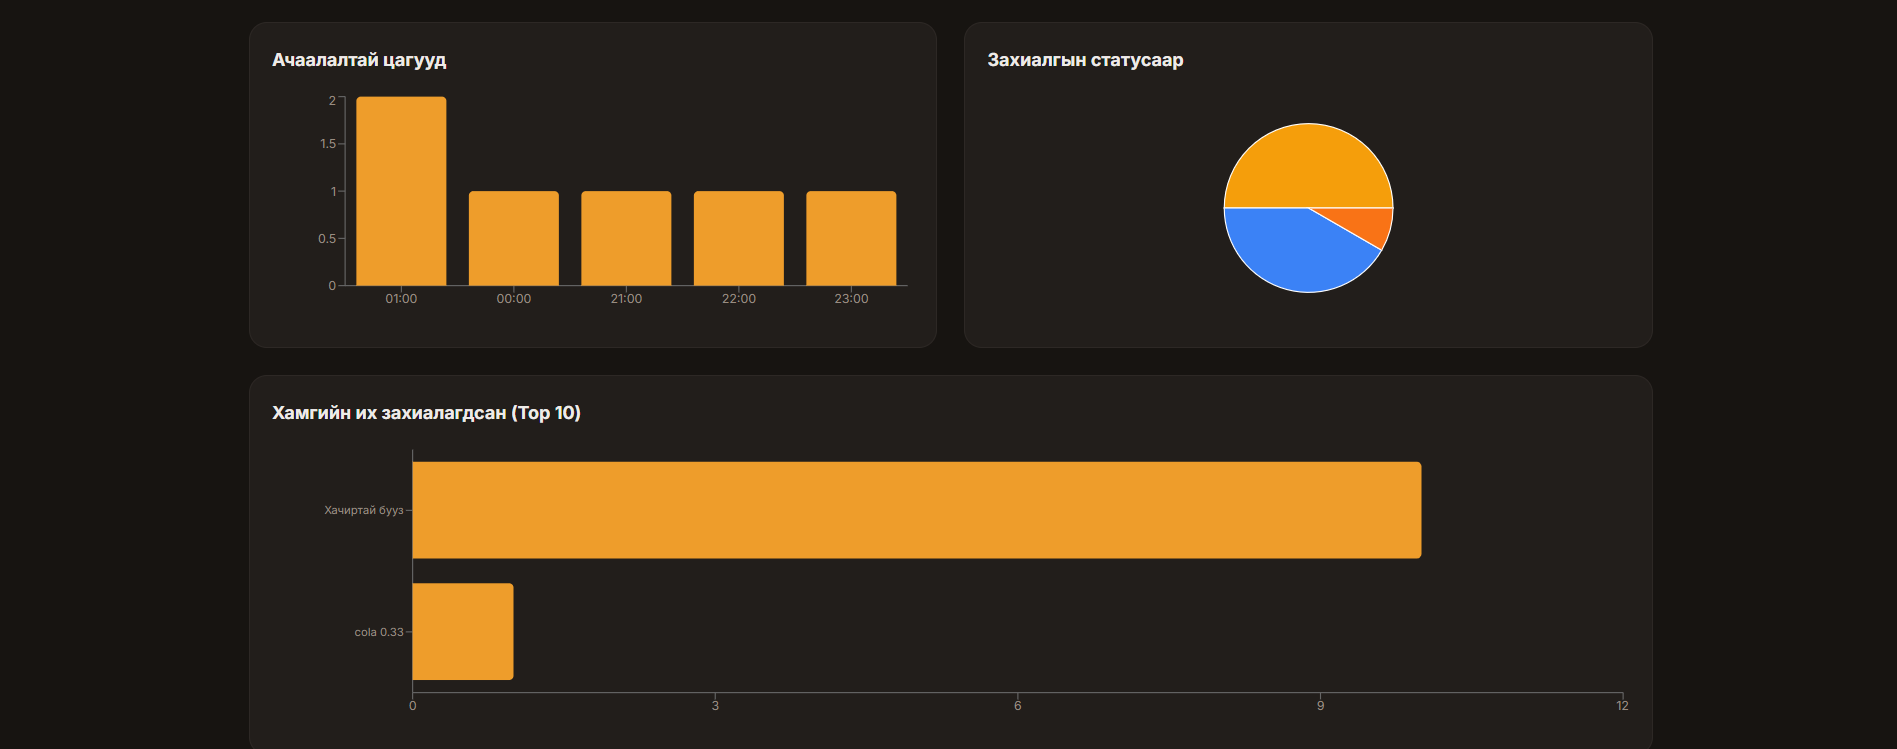 Ачаалалтай цагууд
2
1.5
1
0.5
0
01:00 00:00 21:00 22:00 23:00
Захиалгын статусаар
Хамгийн их захиалагдсан (Top 10)
Хачиртай бууз
cola 0.33
0 3 6 9 12